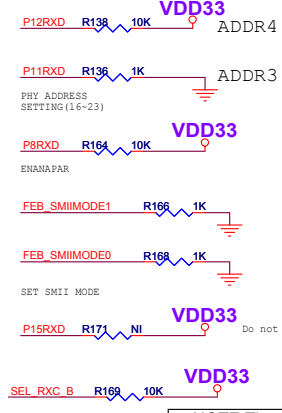 VDD33
P12RXD R138 10K ADDR4
P11RXD R136 1K ADDR3
PHY ADDRESS
SETTING(16~23)
VDD33
P8RXD R164 10K
ENANAPAR
FEB_SMIIMODE1 R166 1K
FEB_SMIIMODE0 R168 1K
SET SMII MODE
VDD33
P15RXD R171 NI Do not
VDD33
SEL_RXC_B R169 10K